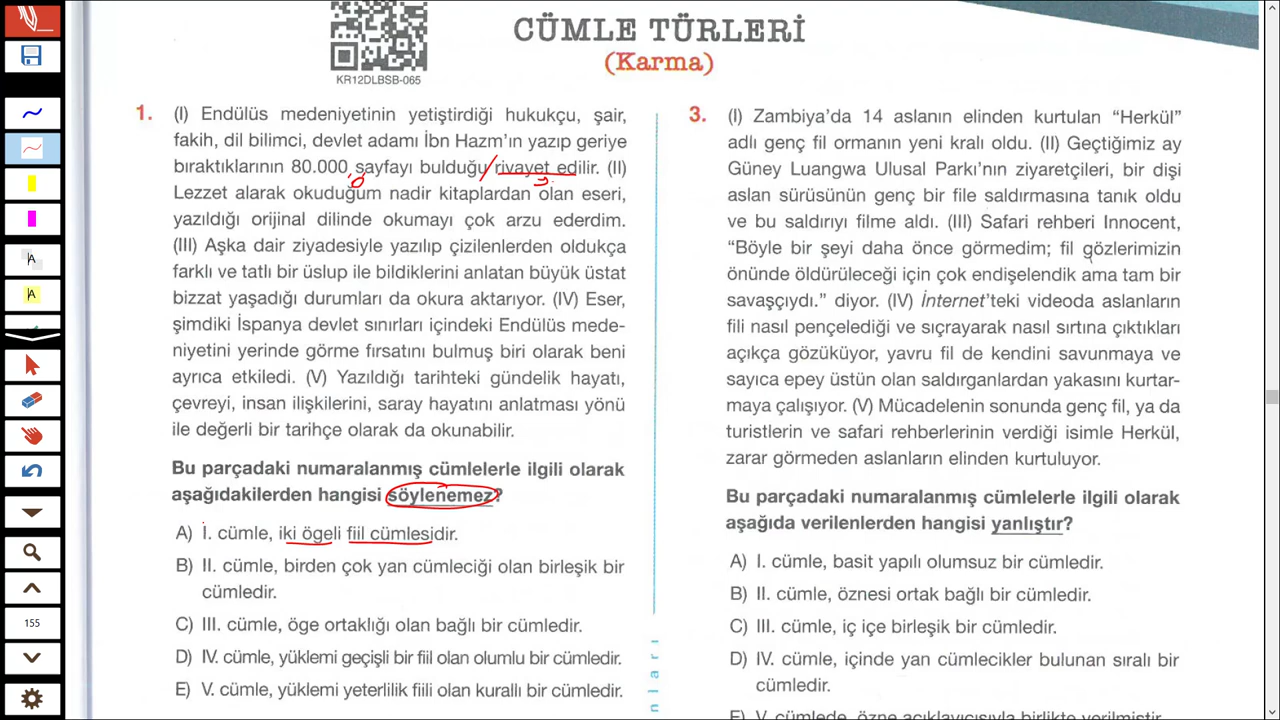 CÜMLE TÜRLERİ
(Karma)
KR12DLBSB-065
1. (I) Endülüs medeniyetinin yetiştirdiği hukukçu, şair,
fakih, dil bilimci, devlet adamı İbn Hazm'ın yazıp geriye
bıraktıklarının 80.000 sayfayı bulduğu rivayet edilir. (II)
Lezzet alarak okuduğum nadir kitaplardan olan eseri,
yazıldığı orijinal dilinde okumayı çok arzu ederdim.
(III) Aşka dair ziyadesiyle yazılıp çizilenlerden oldukça
farklı ve tatlı bir üslup ile bildiklerini anlatan büyük üstat
bizzat yaşadığı durumları da okura aktarıyor. (IV) Eser,
şimdiki İspanya devlet sınırları içindeki Endülüs mede-
niyetini yerinde görme fırsatını bulmuş biri olarak beni
ayrıca etkiledi. (V) Yazıldığı tarihteki gündelik hayatı,
çevreyi, insan ilişkilerini, saray hayatını anlatması yönü
ile değerli bir tarihçe olarak da okunabilir.
Bu parçadaki numaralanmış cümlelerle ilgili olarak
aşağıdakilerden hangisi söylenemez?
A) I. cümle, iki ögeli fiil cümlesidir.
B) II. cümle, birden çok yan cümleciği olan birleşik bir
cümledir.
C) III. cümle, öge ortaklığı olan bağlı bir cümledir.
D) IV. cümle, yüklemi geçişli bir fiil olan olumlu bir cümledir.
E) V. cümle, yüklemi yeterlilik fiili olan kurallı bir cümledir.
3. (I) Zambiya'da 14 aslanın elinden kurtulan "Herkül"
adlı genç fil ormanın yeni kralı oldu. (II) Geçtiğimiz ay
Güney Luangwa Ulusal Parkı'nın ziyaretçileri, bir dişi
aslan sürüsünün genç bir file saldırmasına tanık oldu
ve bu saldırıyı filme aldı. (III) Safari rehberi Innocent,
"Böyle bir şeyi daha önce görmedim; fil gözlerimizin
önünde öldürüleceği için çok endişelendik ama tam bir
savaşçıydı." diyor. (IV) İnternet'teki videoda aslanların
fili nasıl pençelediği ve sıçrayarak nasıl sırtına çıktıkları
açıkça gözüküyor, yavru fil de kendini savunmaya ve
sayıca epey üstün olan saldırganlardan yakasını kurtar-
maya çalışıyor. (V) Mücadelenin sonunda genç fil, ya da
turistlerin ve safari rehberlerinin verdiği isimle Herkül,
zarar görmeden aslanların elinden kurtuluyor.
Bu parçadaki numaralanmış cümlelerle ilgili olarak
aşağıda verilenlerden hangisi yanlıştır?
A) I. cümle, basit yapılı olumsuz bir cümledir.
B) II. cümle, öznesi ortak bağlı bir cümledir.
C) III. cümle, iç içe birleşik bir cümledir.
D) IV. cümle, içinde yan cümlecikler bulunan sıralı bir
cümledir.
E) V. cümlede, özne açıklayıcısıyla birlikte verilmiştir.
ö
y.
A
A
155